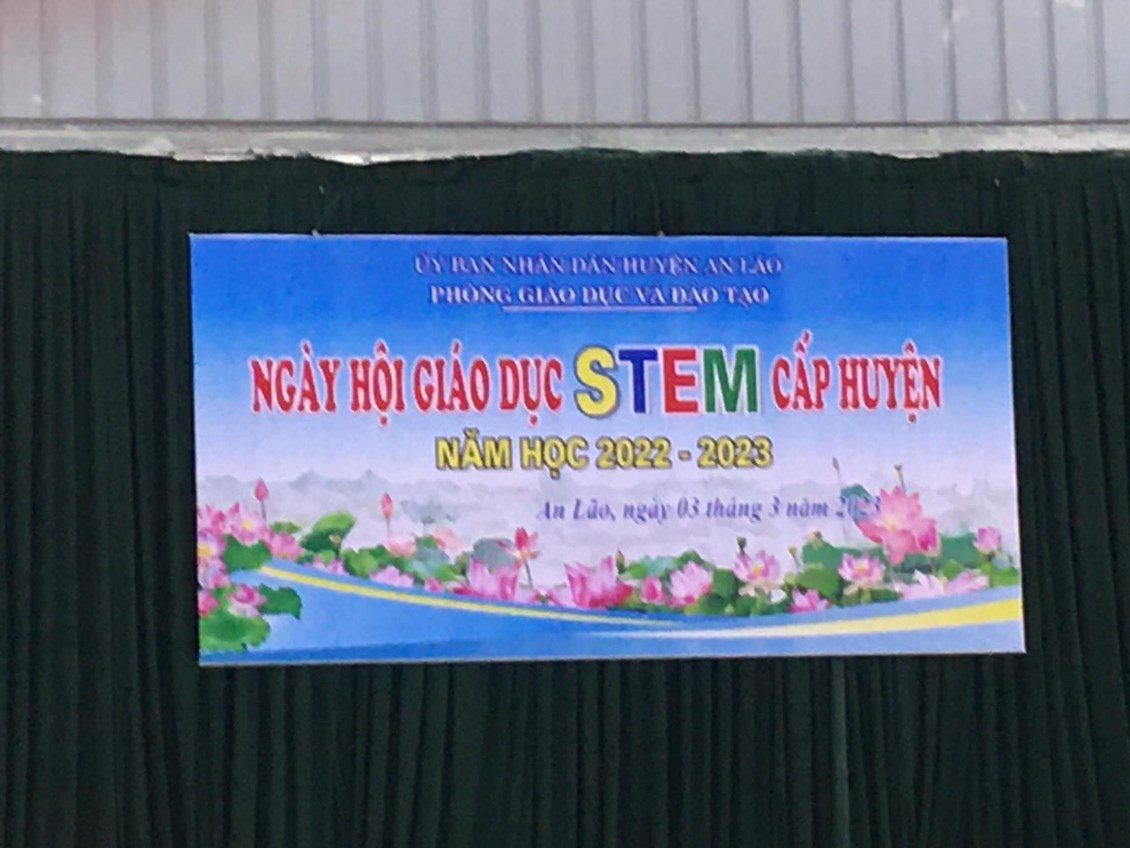 ỦY BAN NHÂN DÂN HUYỆN AN LÃO
PHÒNG GIÁO DỤC VÀ ĐÀO TẠO
NGÀY HỘI GIÁO DỤC STEM CẤP HUYỆN
NĂM HỌC 2022 - 2023
An Lão, ngày 03 tháng 3 năm 2023